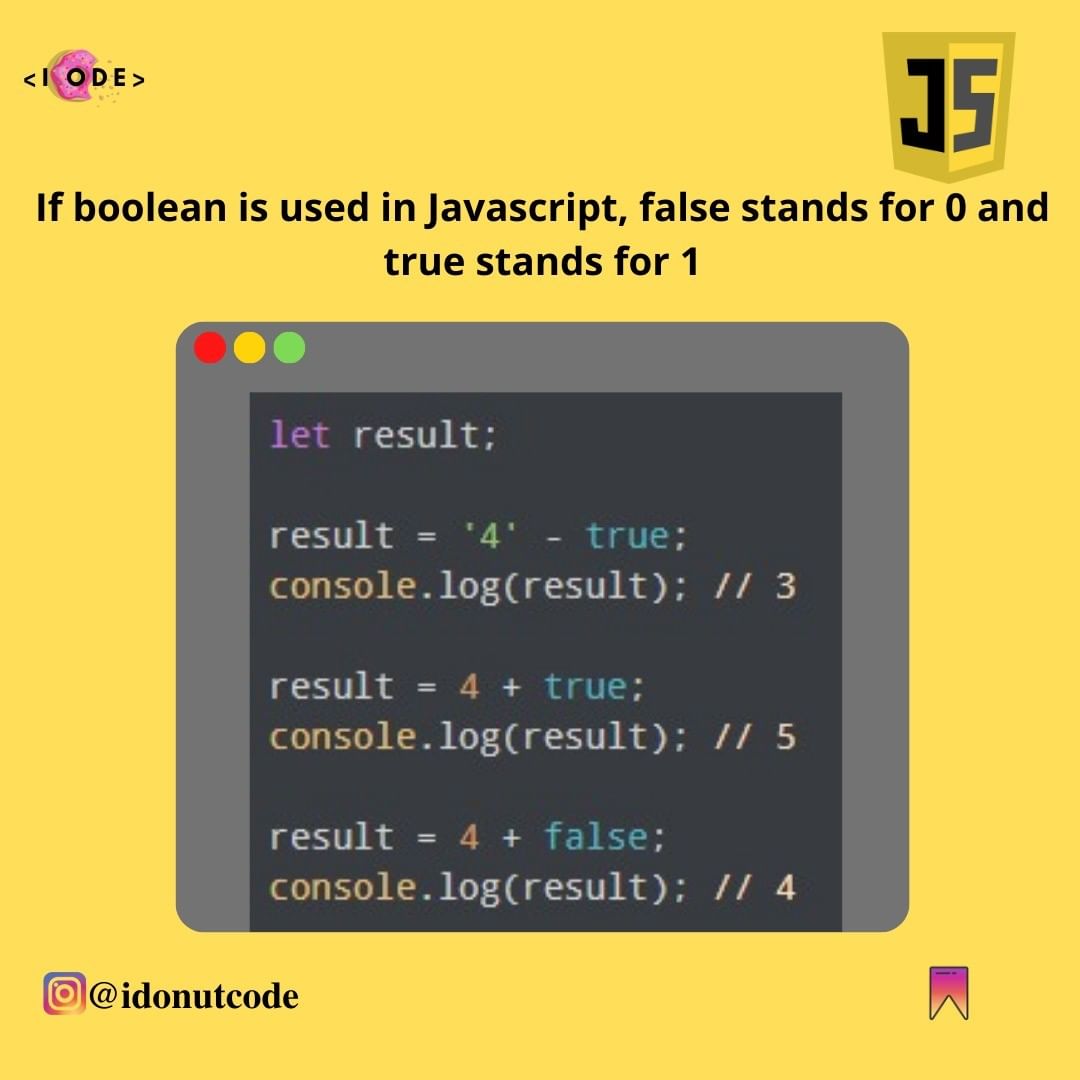 <I ODE>
JS
If boolean is used in Javascript, false stands for 0 and
true stands for 1
let result;
result = '4' - true;
console.log(result); // 3
result = 4 + true;
console.log(result); // 5
result = 4 + false;
console.log(result); // 4
@idonutcode